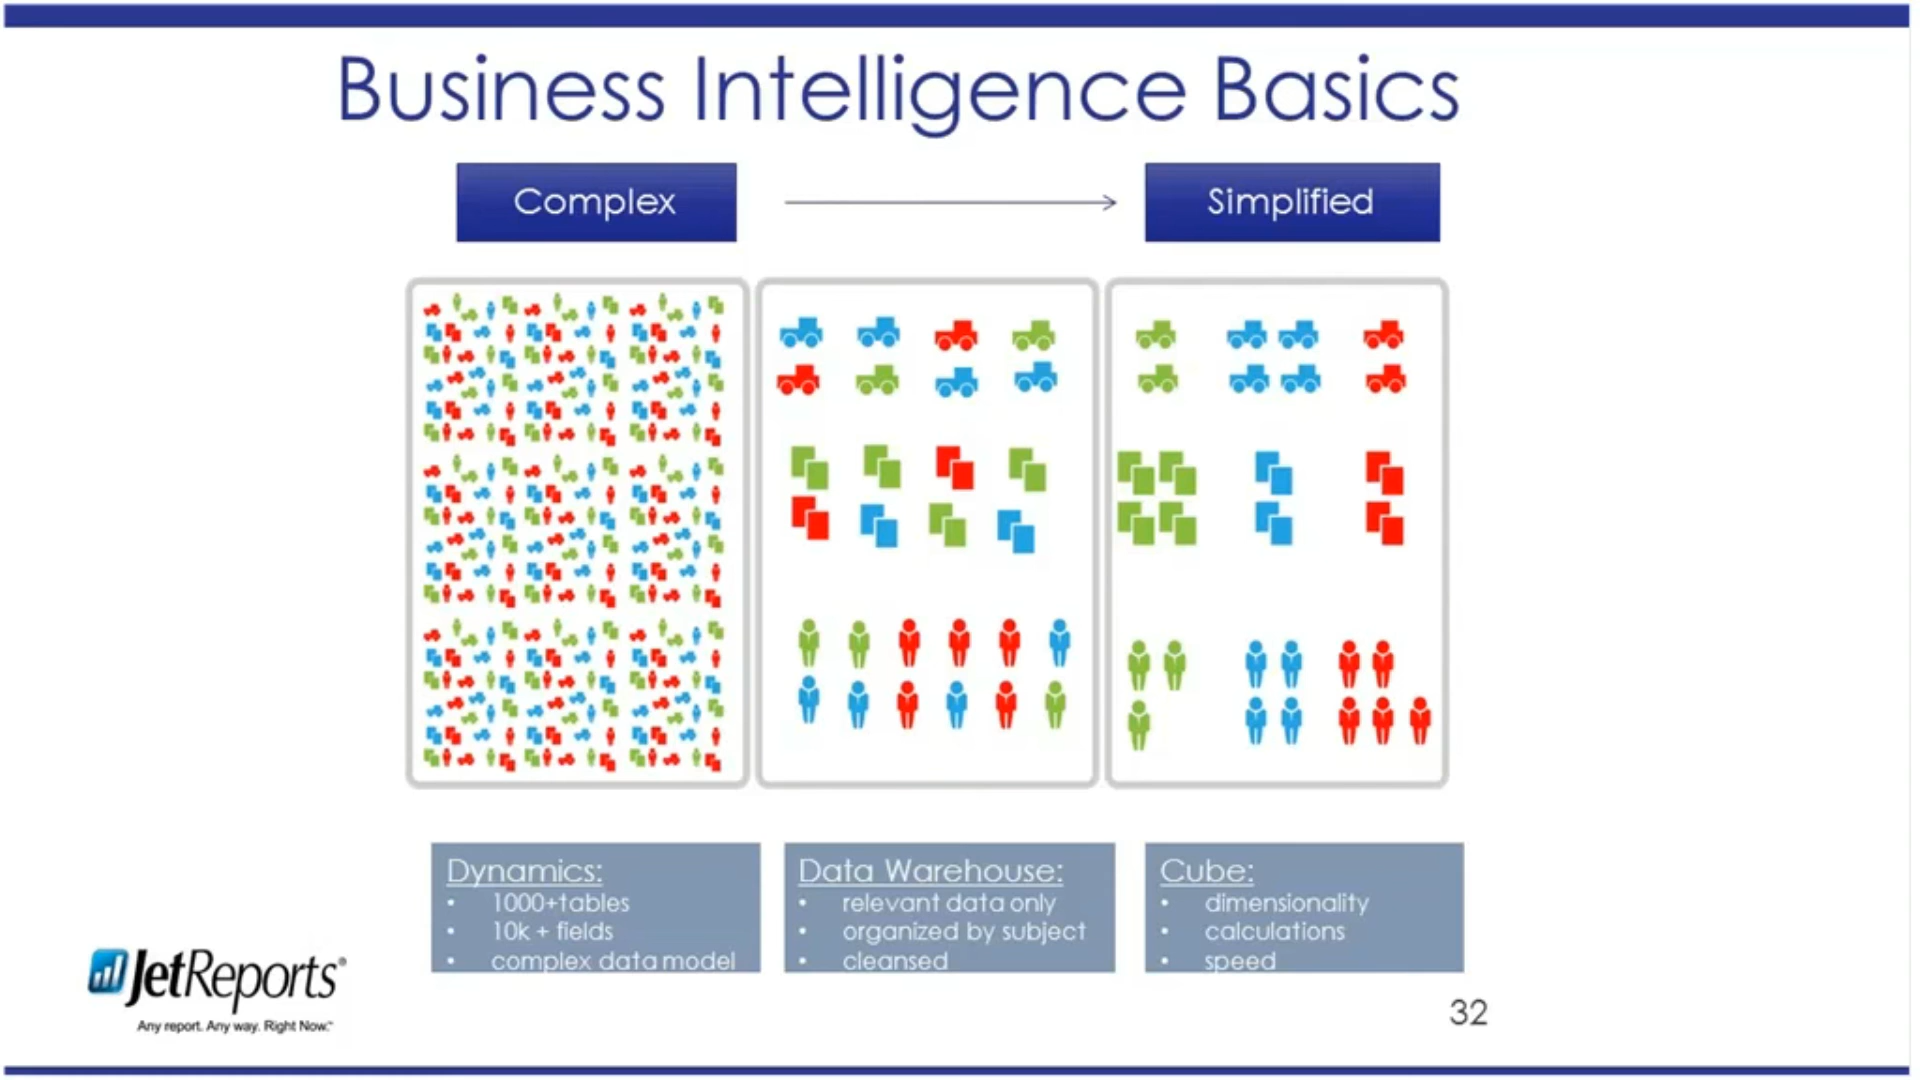 Business Intelligence Basics
Complex
Simplified
Dynamics:
• 1000+tables
• 10k + fields
• complex data model
Data Warehouse:
• relevant data only
• organized by subject
• cleansed
Cube:
• dimensionality
• calculations
• speed
JetReports®
Any report. Any way. Right Now.™
32